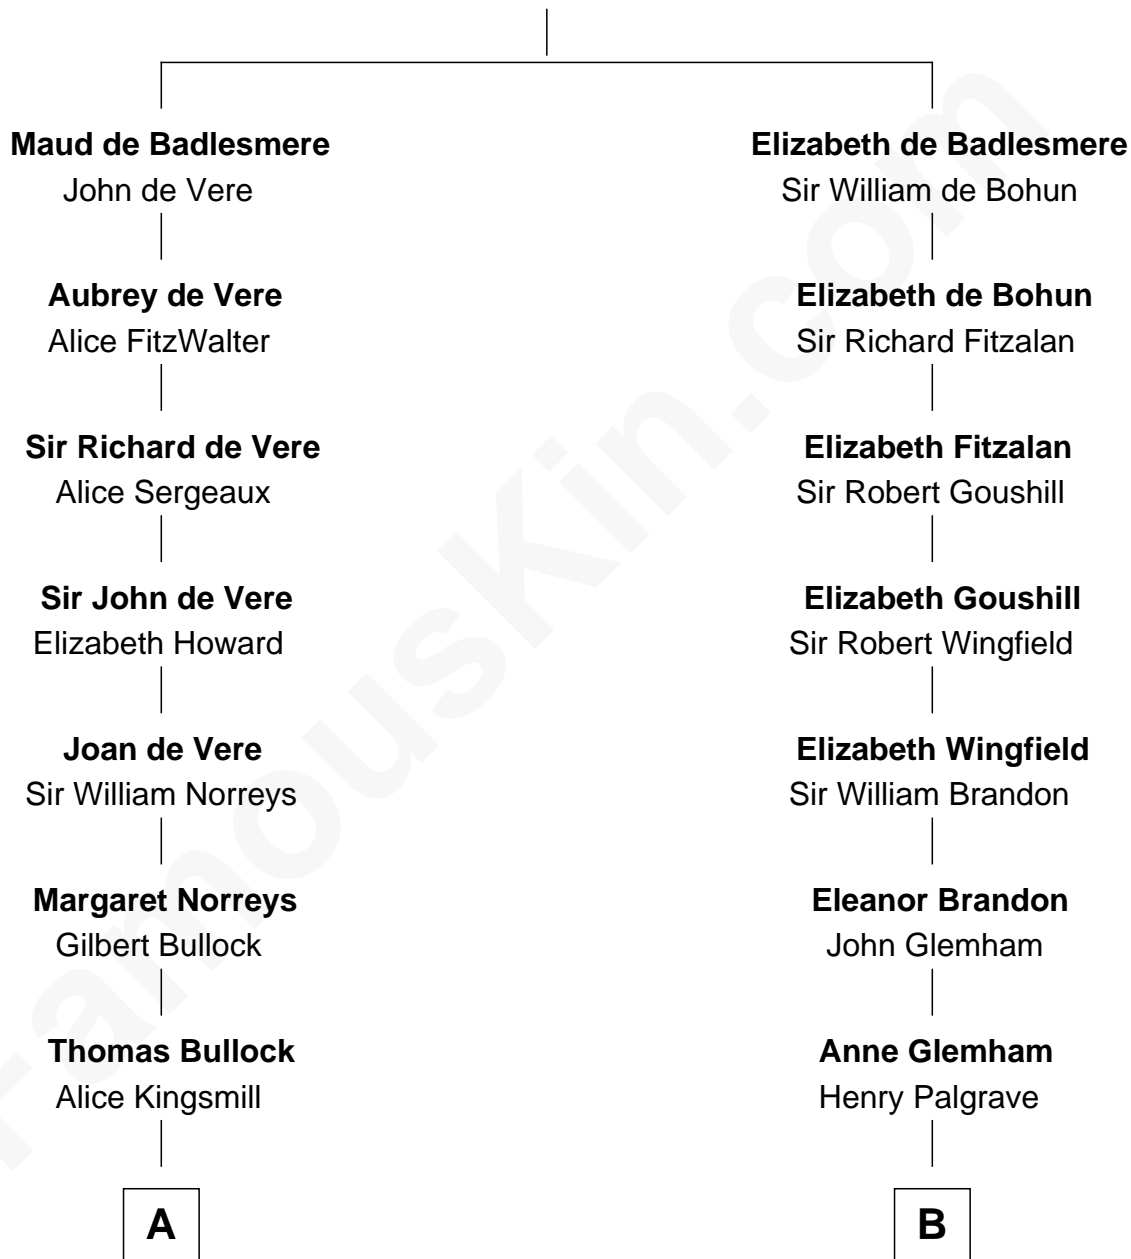 Maud de Badlesmere
John de Vere
Elizabeth de Badlesmere
Sir William de Bohun
Aubrey de Vere
Alice FitzWalter
Elizabeth de Bohun
Sir Richard Fitzalan
Sir Richard de Vere
Alice Sergeaux
Elizabeth Fitzalan
Sir Robert Goushill
Sir John de Vere
Elizabeth Howard
Elizabeth Goushill
Sir Robert Wingfield
Joan de Vere
Sir William Norreys
Elizabeth Wingfield
Sir William Brandon
Margaret Norreys
Gilbert Bullock
Eleanor Brandon
John Glemham
Thomas Bullock
Alice Kingsmill
Anne Glemham
Henry Palgrave
A
B
FamousKin.com